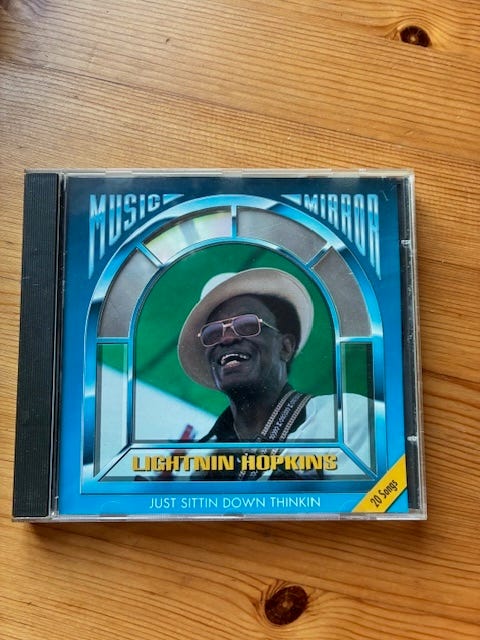 MUSIC MIRROR
LIGHTNIN HOPKINS
JUST SITTIN DOWN THINKIN
20 Songs